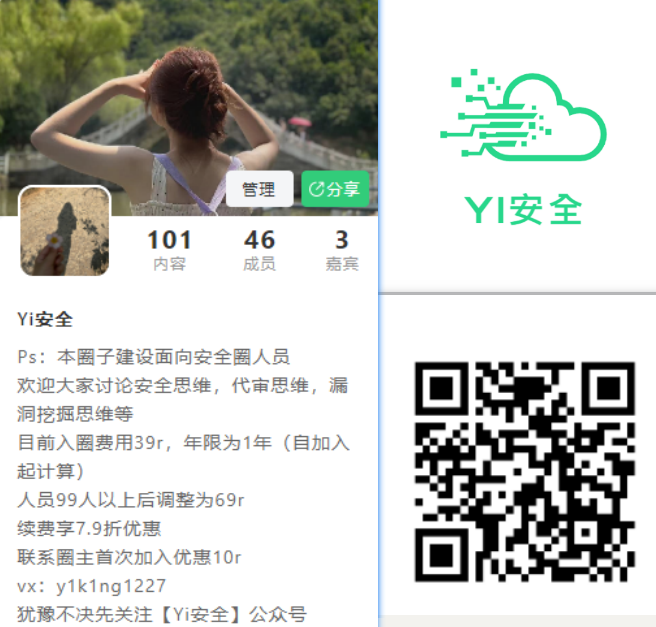 管理
分享
101
46
3
内容
成员
嘉宾
Yi安全
Ps：本圈子建设面向安全圈人员
欢迎大家讨论安全思维，代审思维，漏
洞挖掘思维等
目前入圈费用39r，年限为1年（自加入
起计算）
人员99人以上后调整为69r
续费享7.9折优惠
联系圈主首次加入优惠10r
vx：y1k1ng1227
犹豫不决先关注【Yi安全】公众号
YI安全